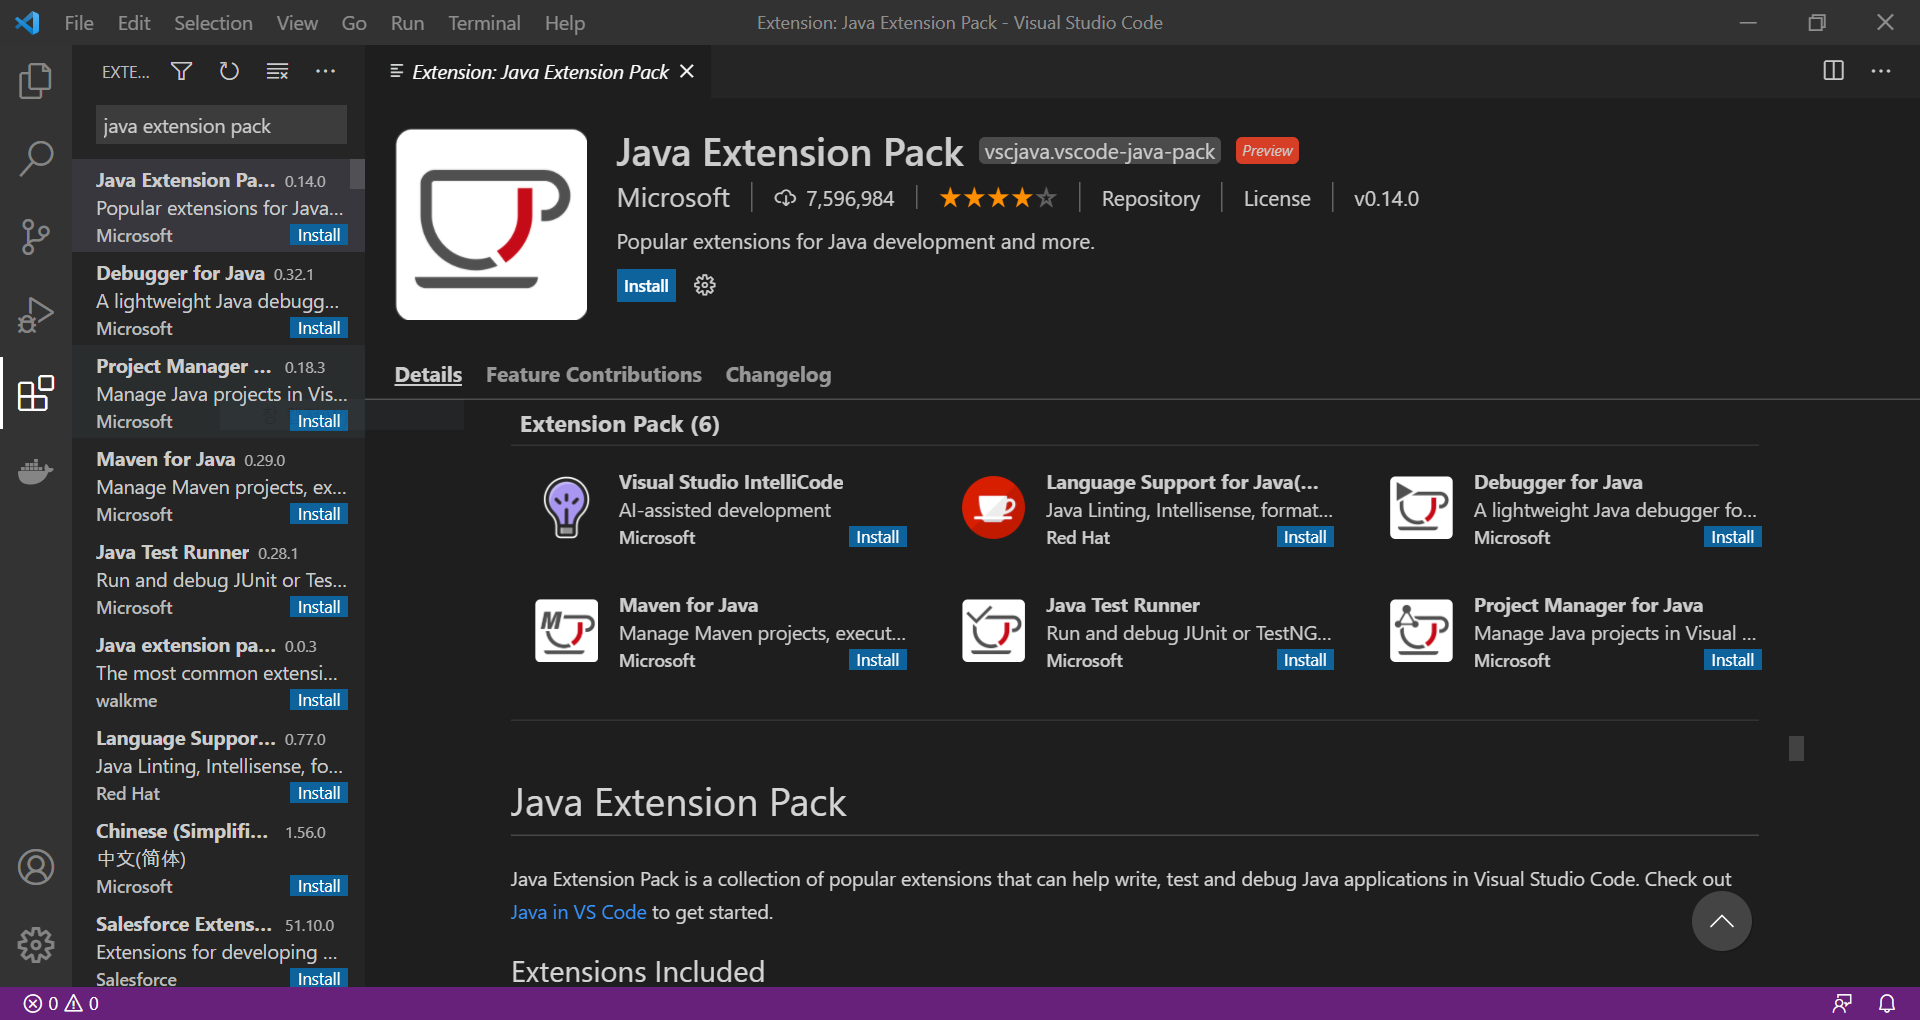 File Edit Selection View Go Run Terminal Help
Extension: Java Extension Pack - Visual Studio Code
EXTE...
java extension pack
Java Extension Pa... 0.14.0
Popular extensions for Java...
Microsoft Install
Debugger for Java 0.32.1
A lightweight Java debugg...
Microsoft Install
Project Manager ... 0.18.3
Manage Java projects in Vis...
Microsoft Install
Maven for Java 0.29.0
Manage Maven projects, ex...
Microsoft Install
Java Test Runner 0.28.1
Run and debug JUnit or Tes...
Microsoft Install
Java extension pa... 0.0.3
The most common extensi...
walkme Install
Language Suppor... 0.77.0
Java Linting, Intellisense, fo...
Red Hat Install
Chinese (Simplifi... 1.56.0
中文(简体)
Microsoft Install
Salesforce Extens... 51.10.0
Extensions for developing ...
Salesforce Install
Extension: Java Extension Pack
Java Extension Pack vscjava.vscode-java-pack Preview
Microsoft 7,596,984 Repository License v0.14.0
Popular extensions for Java development and more.
Install
Details Feature Contributions Changelog
Extension Pack (6)
Visual Studio IntelliCode
AI-assisted development
Microsoft Install
Language Support for Java(...
Java Linting, Intellisense, format...
Red Hat Install
Debugger for Java
A lightweight Java debugger fo...
Microsoft Install
Maven for Java
Manage Maven projects, execut...
Microsoft Install
Java Test Runner
Run and debug JUnit or TestNG...
Microsoft Install
Project Manager for Java
Manage Java projects in Visual ...
Microsoft Install
Java Extension Pack
Java Extension Pack is a collection of popular extensions that can help write, test and debug Java applications in Visual Studio Code. Check out
Java in VS Code to get started.
Extensions Included
0 0